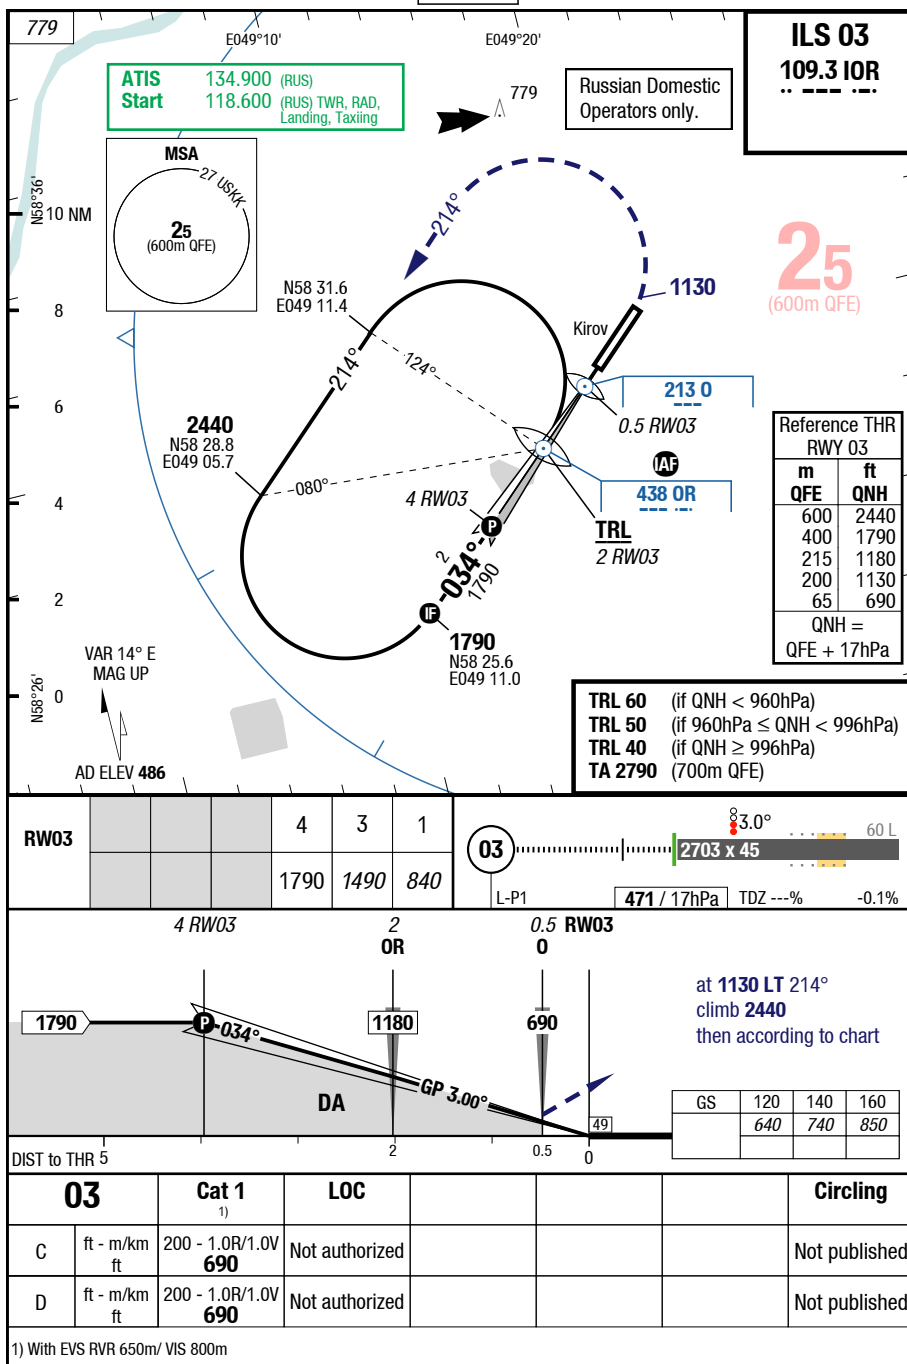 779
E049°10'
E049°20'
ILS 03
109.3 IOR
ATIS 134.900 (RUS)
Start 118.600 (RUS) TWR, RAD,
Landing, Taxiing
779
Russian Domestic
Operators only.
MSA
27 USKK
25
(600m QFE)
N58°36'
10 NM
214°
25
(600m QFE)
N58 31.6
E049 11.4
1130
8
Kirov
124°
214°
213 O
6
0.5 RW03
2440
N58 28.8
E049 05.7
IAF
080°
438 OR
4
4 RW03
TRL
2 RW03
P
2
034°
1790
2
IF
1790
N58 25.6
E049 11.0
Reference THR
RWY 03
m ft
QFE QNH
600 2440
400 1790
215 1180
200 1130
65 690
QNH =
QFE + 17hPa
VAR 14° E
MAG UP
N58°26'
0
AD ELEV 486
TRL 60 (if QNH < 960hPa)
TRL 50 (if 960hPa ≤ QNH < 996hPa)
TRL 40 (if QNH ≥ 996hPa)
TA 2790 (700m QFE)
RW03 4 3 1
1790 1490 840
3.0°
60 L
03
2703 x 45
L-P1
471 / 17hPa TDZ ---% -0.1%
4 RW03 2 0.5 RW03
OR O
at 1130 LT 214°
climb 2440
then according to chart
1790 P 034° 1180 690
GP 3.00°
DA
49
GS 120 140 160
640 740 850
DIST to THR 5 2 0.5 0
03 Cat 1 LOC Circling
1)
C ft - m/km 200 - 1.0R/1.0V Not authorized Not published
ft 690
D ft - m/km 200 - 1.0R/1.0V Not authorized Not published
ft 690
1) With EVS RVR 650m/ VIS 800m